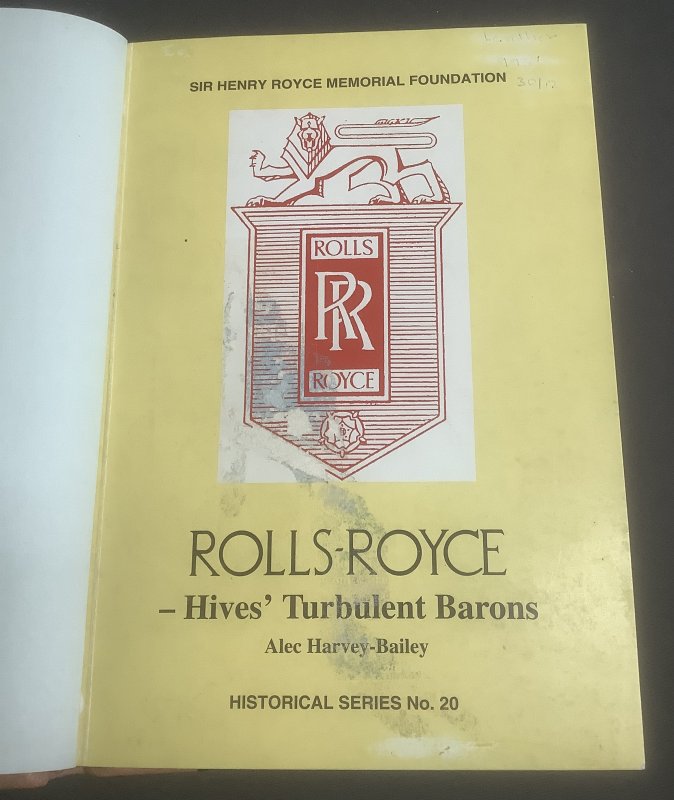 SIR HENRY ROYCE MEMORIAL FOUNDATION
ROLLS
RR
ROYCE
ROLLS-ROYCE
– Hives’ Turbulent Barons
Alec Harvey-Bailey
HISTORICAL SERIES No. 20